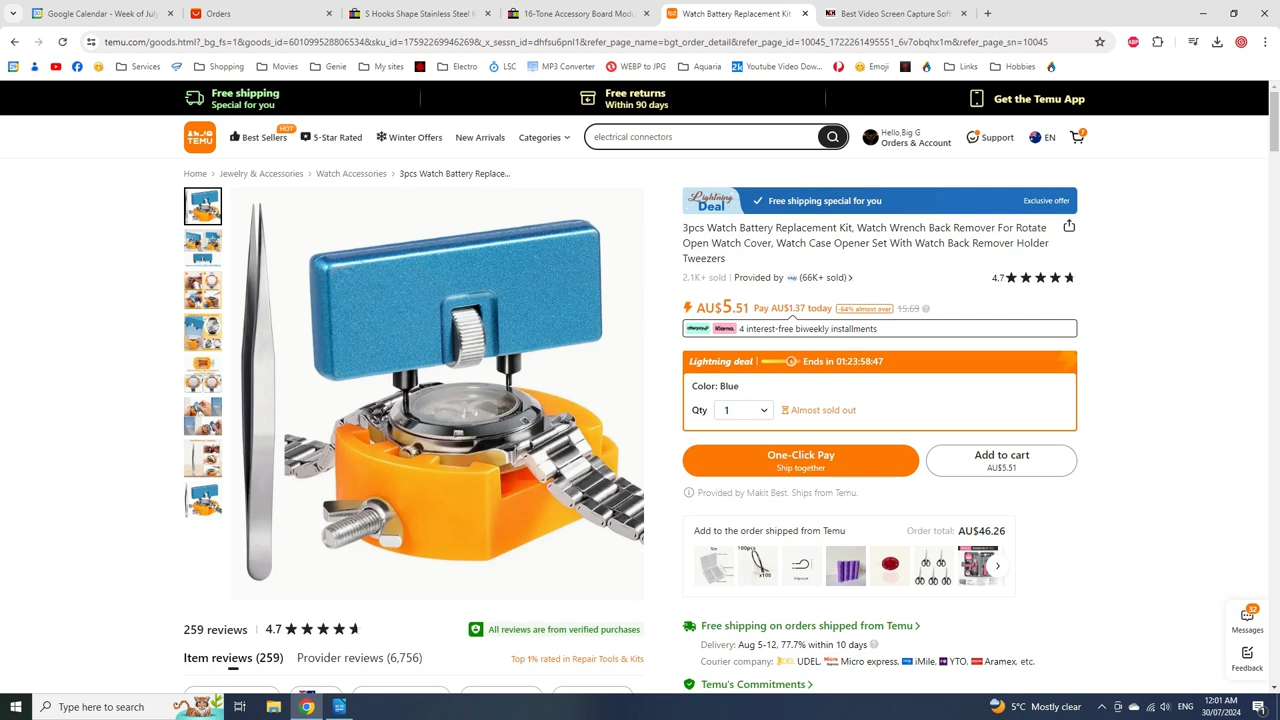 Google Calendar - Week of July
Orders
S Hooks Shape Stainless Steel
16-Tone Accessory Board Modu
Watch Battery Replacement Kit
Best Video Screen Capture Soft
temu.com/goods.html?_bg_fs=1&goods_id=601099528806534&sku_id=17592269946269&_x_sessn_id=dhfsu6pnl1&refer_page_name=bgt_order_detail&refer_page_id=10045_1722261495551_6v7obqhx1m&refer_page_sn=10045
Services
Shopping
Movies
Genie
My sites
Electro
LSC
MP3 Converter
WEBP to JPG
Aquaria
Youtube Video Dow...
Emoji
Links
Hobbies
Free shipping
Special for you
Free returns
Within 90 days
Get the Temu App
TEMU
Best Sellers
HOT
5-Star Rated
Winter Offers
New Arrivals
Categories
electrical connectors
Hello,Big G
Orders & Account
Support
EN
7
Home > Jewelry & Accessories > Watch Accessories > 3pcs Watch Battery Replace...
Lightning
Deal
Free shipping special for you
Exclusive offer
3pcs Watch Battery Replacement Kit, Watch Wrench Back Remover For Rotate
Open Watch Cover, Watch Case Opener Set With Watch Back Remover Holder
Tweezers
2.1K+ sold | Provided by (66K+ sold) >
4.7
AU$5.51 Pay AU$1.37 today -64% almost over 15.69
afterpay Klarna. 4 interest-free biweekly installments
Lightning deal
Ends in 01:23:58:47
Color: Blue
Qty 1
Almost sold out
One-Click Pay
Ship together
Add to cart
AU$5.51
Provided by Makit Best. Ships from Temu.
Add to the order shipped from Temu
Order total: AU$46.26
100pcs
x100
259 reviews
4.7
All reviews are from verified purchases
Item reviews (259)
Provider reviews (6,756)
Top 1% rated in Repair Tools & Kits
Free shipping on orders shipped from Temu >
Delivery: Aug 5-12, 77.7% within 10 days
Courier company: UDEL, Micro express, iMile, YTO, Aramex, etc.
Temu's Commitments >
32
Messages
Feedback
Type here to search
5°C Mostly clear
ENG
12:01 AM
30/07/2024